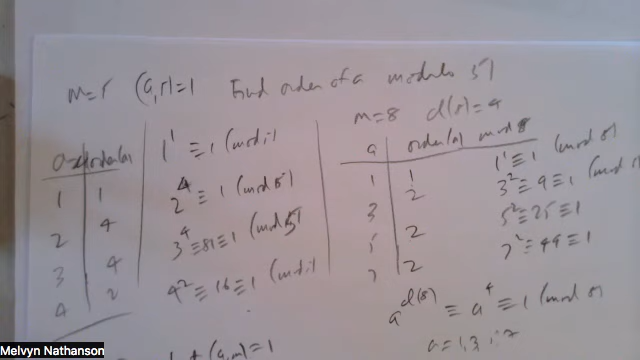 m=5 (a,5)=1 Find order of a modulo 5
a order(a)
1 1
2 4
3 4
4 2
1^1 ≡ 1 (mod 5)
2^4 ≡ 1 (mod 5)
3^4 ≡ 81 ≡ 1 (mod 5)
4^2 ≡ 16 ≡ 1 (mod 5)
m=8 φ(8)=4
a order(a) mod 8
1 1
3 2
5 2
7 2
1^1 ≡ 1 (mod 8)
3^2 ≡ 9 ≡ 1 (mod 8)
5^2 ≡ 25 ≡ 1
7^2 ≡ 49 ≡ 1
a^φ(8) ≡ a^4 ≡ 1 (mod 8)
a=1,3,5,7
Let (a,m)=1
Melvyn Nathanson